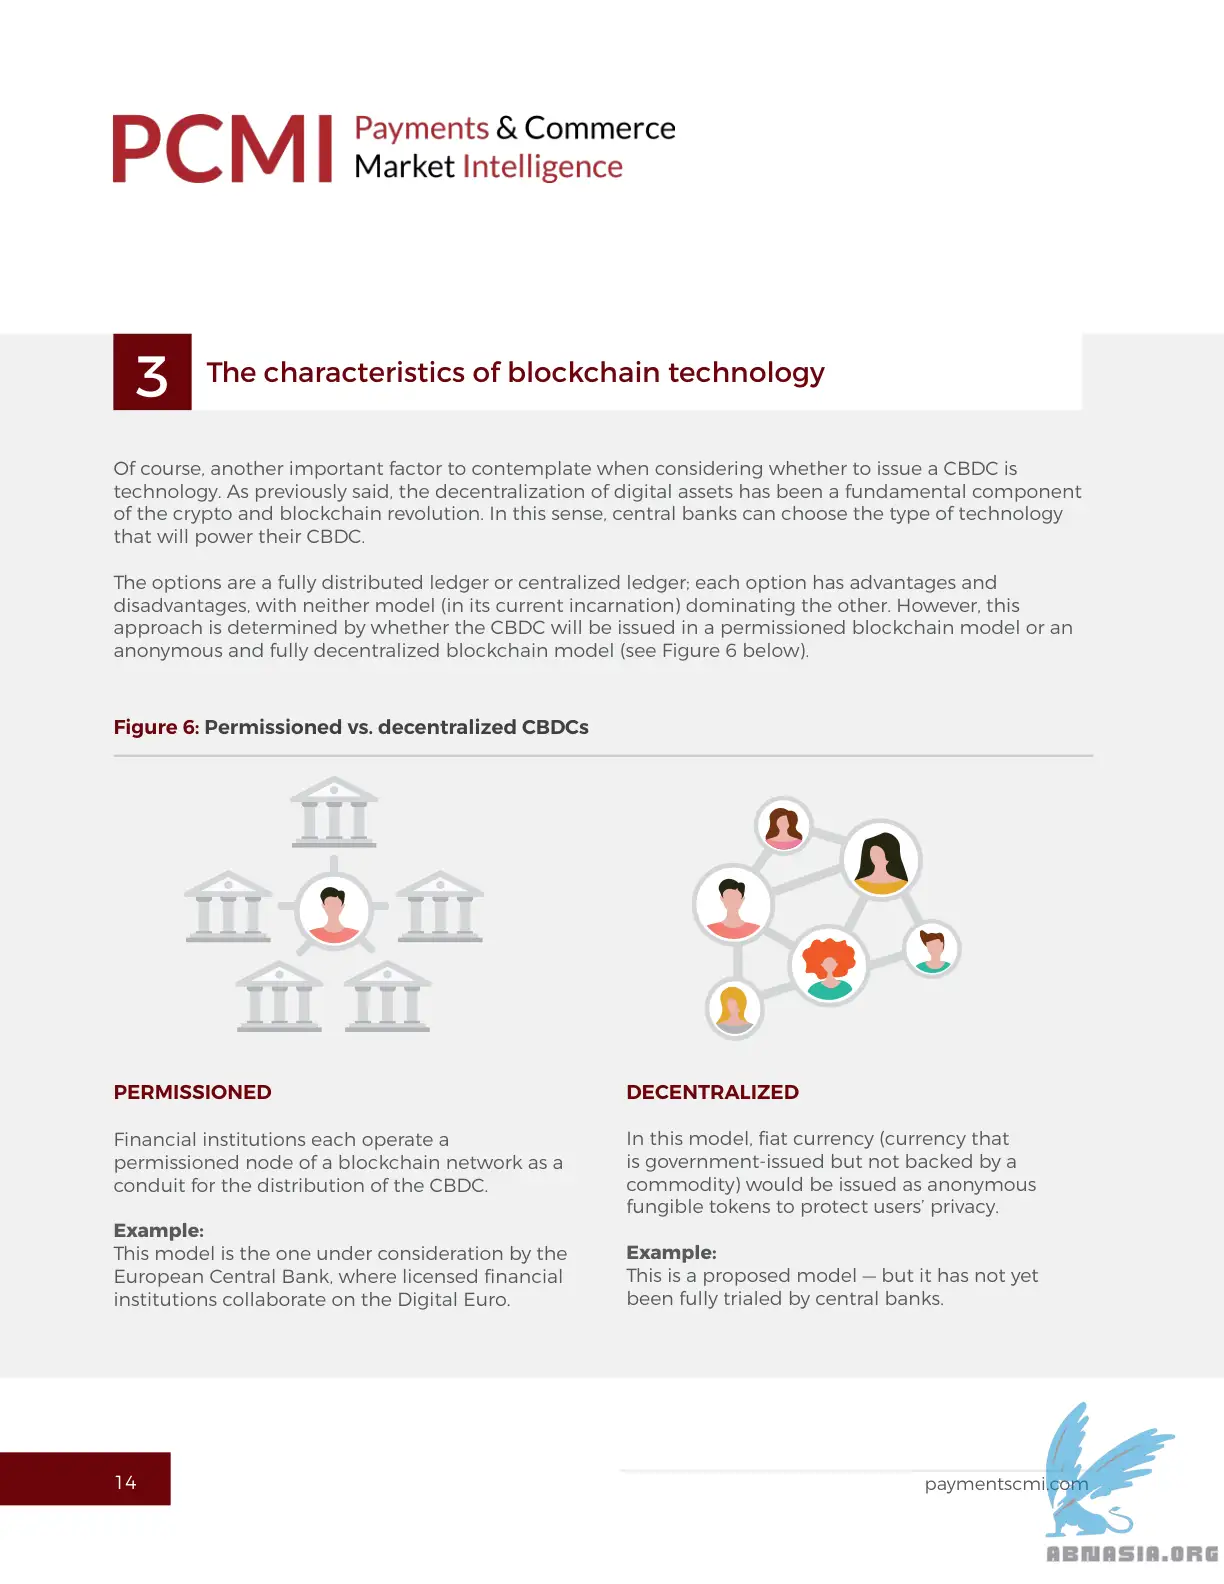 PCMI
Payments & Commerce
Market Intelligence
3
The characteristics of blockchain technology
Of course, another important factor to contemplate when considering whether to issue a CBDC is
technology. As previously said, the decentralization of digital assets has been a fundamental component
of the crypto and blockchain revolution. In this sense, central banks can choose the type of technology
that will power their CBDC.
The options are a fully distributed ledger or centralized ledger; each option has advantages and
disadvantages, with neither model (in its current incarnation) dominating the other. However, this
approach is determined by whether the CBDC will be issued in a permissioned blockchain model or an
anonymous and fully decentralized blockchain model (see Figure 6 below).
Figure 6: Permissioned vs. decentralized CBDCs
PERMISSIONED
Financial institutions each operate a
permissioned node of a blockchain network as a
conduit for the distribution of the CBDC.
Example:
This model is the one under consideration by the
European Central Bank, where licensed financial
institutions collaborate on the Digital Euro.
DECENTRALIZED
In this model, fiat currency (currency that
is government-issued but not backed by a
commodity) would be issued as anonymous
fungible tokens to protect users’ privacy.
Example:
This is a proposed model — but it has not yet
been fully trialed by central banks.
14
paymentscmi.com
ABNASIA.ORG